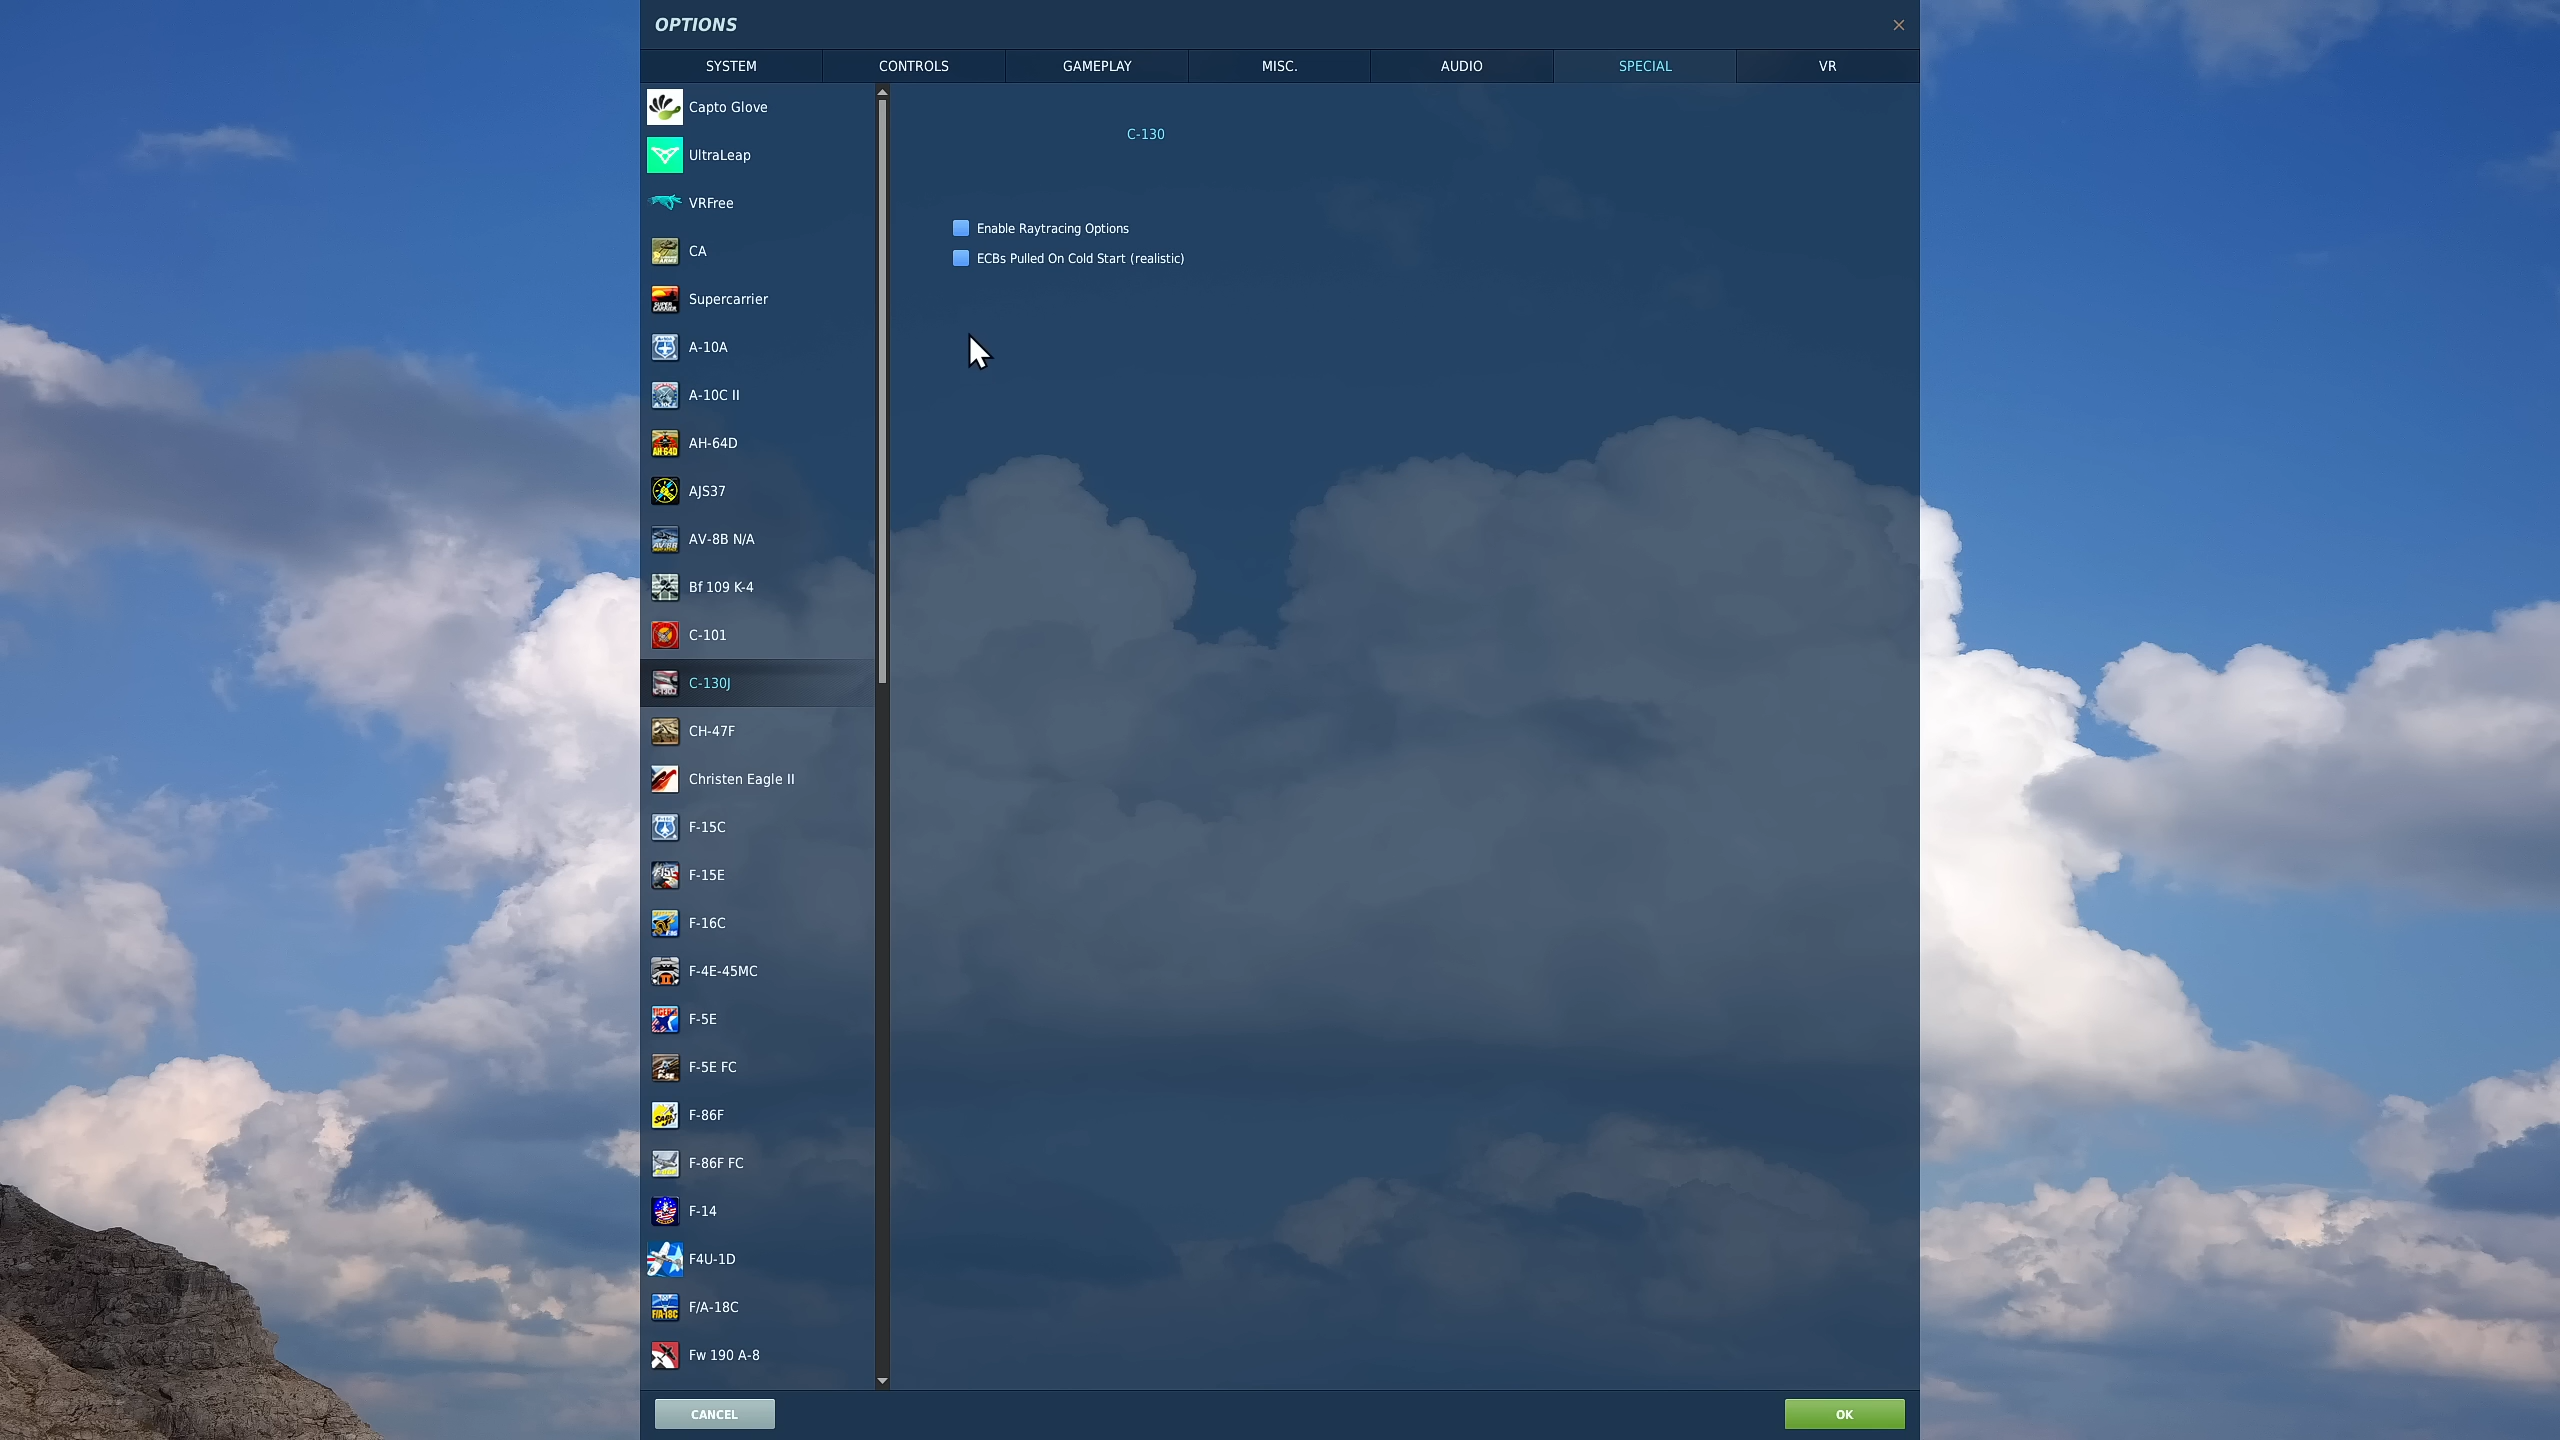 OPTIONS
SYSTEM CONTROLS GAMEPLAY MISC. AUDIO SPECIAL VR
Capto Glove
UltraLeap
VRFree
CA
Supercarrier
A-10A
A-10C II
AH-64D
AJS37
AV-8B N/A
Bf 109 K-4
C-101
C-130J
CH-47F
Christen Eagle II
F-15C
F-15E
F-16C
F-4E-45MC
F-5E
F-5E FC
F-86F
F-86F FC
F-14
F4U-1D
F/A-18C
Fw 190 A-8
C-130
Enable Raytracing Options
ECBs Pulled On Cold Start (realistic)
CANCEL OK